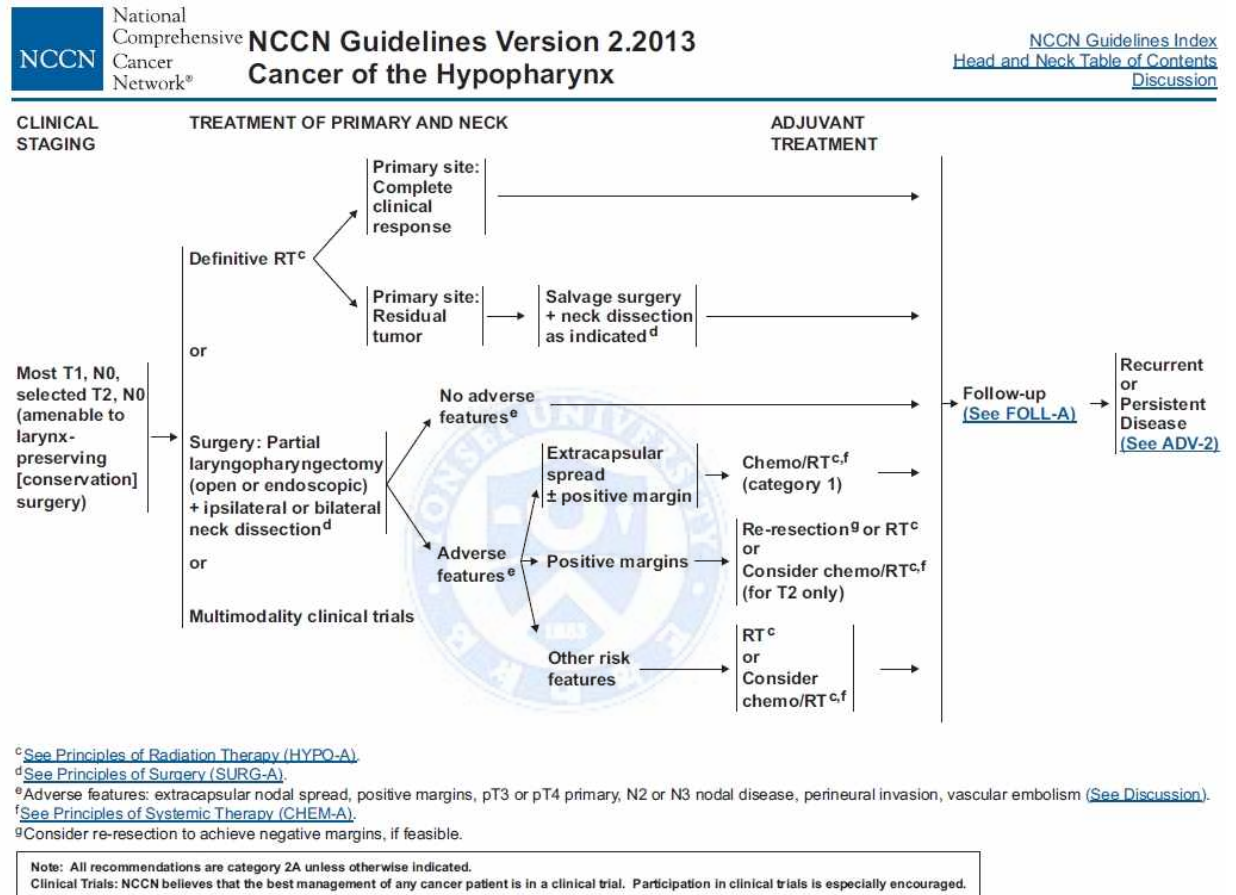 National
Comprehensive
NCCN Cancer
Network®
NCCN Guidelines Version 2.2013
Cancer of the Hypopharynx
NCCN Guidelines Index
Head and Neck Table of Contents
Discussion
CLINICAL
STAGING
TREATMENT OF PRIMARY AND NECK
ADJUVANT
TREATMENT
Most T1, N0,
selected T2, N0
(amenable to
larynx-
preserving
[conservation]
surgery)
Definitive RTᶜ
Primary site:
Complete
clinical
response
Primary site:
Residual
tumor
Salvage surgery
+ neck dissection
as indicatedᵈ
or
Surgery: Partial
laryngopharyngectomy
(open or endoscopic)
+ ipsilateral or bilateral
neck dissectionᵈ
No adverse
featuresᵉ
Adverse
featuresᵉ
Extracapsular
spread
± positive margin
Chemo/RTᶜ,ᶠ
(category 1)
Positive margins
Re-resectionᵍ or RTᶜ
or
Consider chemo/RTᶜ,ᶠ
(for T2 only)
Other risk
features
RTᶜ
or
Consider
chemo/RTᶜ,ᶠ
or
Multimodality clinical trials
Follow-up
(See FOLL-A)
Recurrent
or
Persistent
Disease
(See ADV-2)
ᶜSee Principles of Radiation Therapy (HYPO-A).
ᵈSee Principles of Surgery (SURG-A).
ᵉAdverse features: extracapsular nodal spread, positive margins, pT3 or pT4 primary, N2 or N3 nodal disease, perineural invasion, vascular embolism (See Discussion).
ᶠSee Principles of Systemic Therapy (CHEM-A).
ᵍConsider re-resection to achieve negative margins, if feasible.
Note: All recommendations are category 2A unless otherwise indicated.
Clinical Trials: NCCN believes that the best management of any cancer patient is in a clinical trial. Participation in clinical trials is especially encouraged.
YONSEI UNIVERSITY
1885